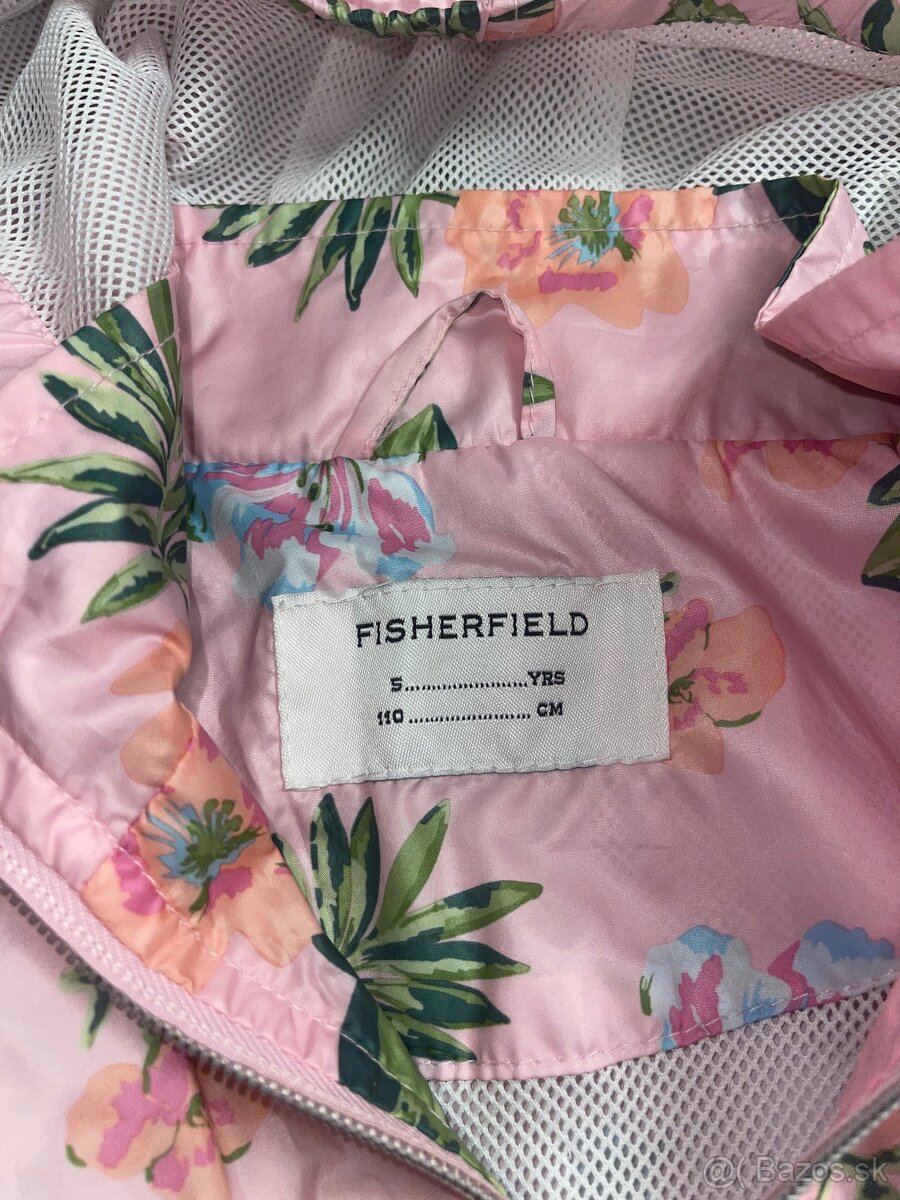 FISHERFIELD
5......................YRS
110.....................CM
@( Bazos.sk